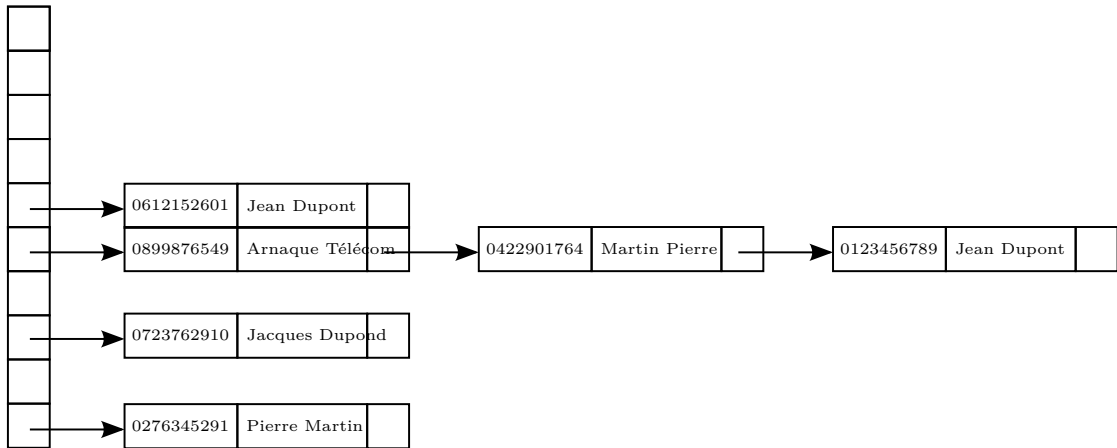 0612152601 Jean Dupont
0899876549 Arnaque Télécom 0422901764 Martin Pierre 0123456789 Jean Dupont
0723762910 Jacques Dupond
0276345291 Pierre Martin